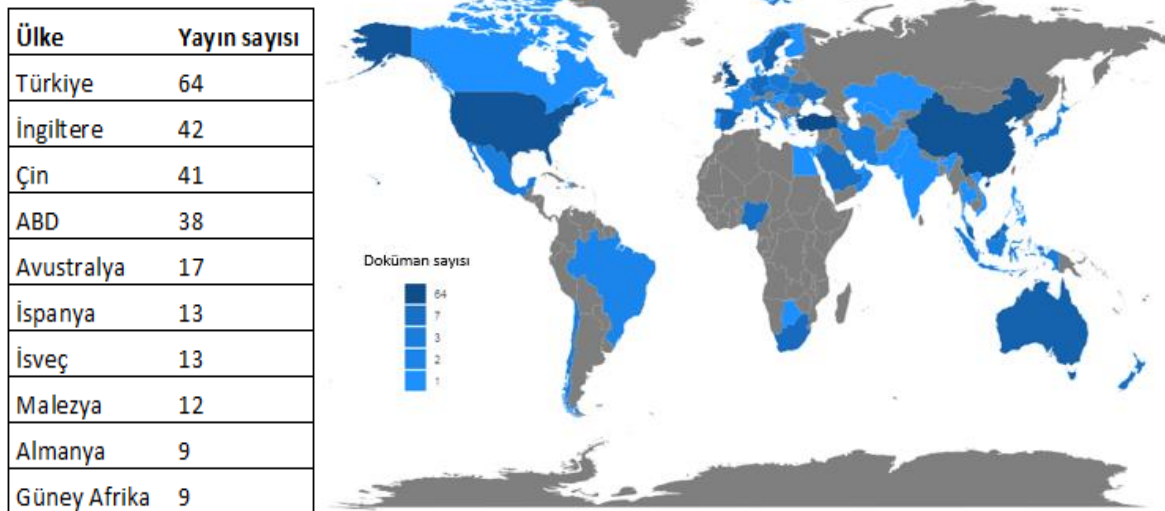 Ülke Yayın sayısı
Türkiye 64
İngiltere 42
Çin 41
ABD 38
Avustralya 17
İspanya 13
İsveç 13
Malezya 12
Almanya 9
Güney Afrika 9
Doküman sayısı
64
7
3
2
1